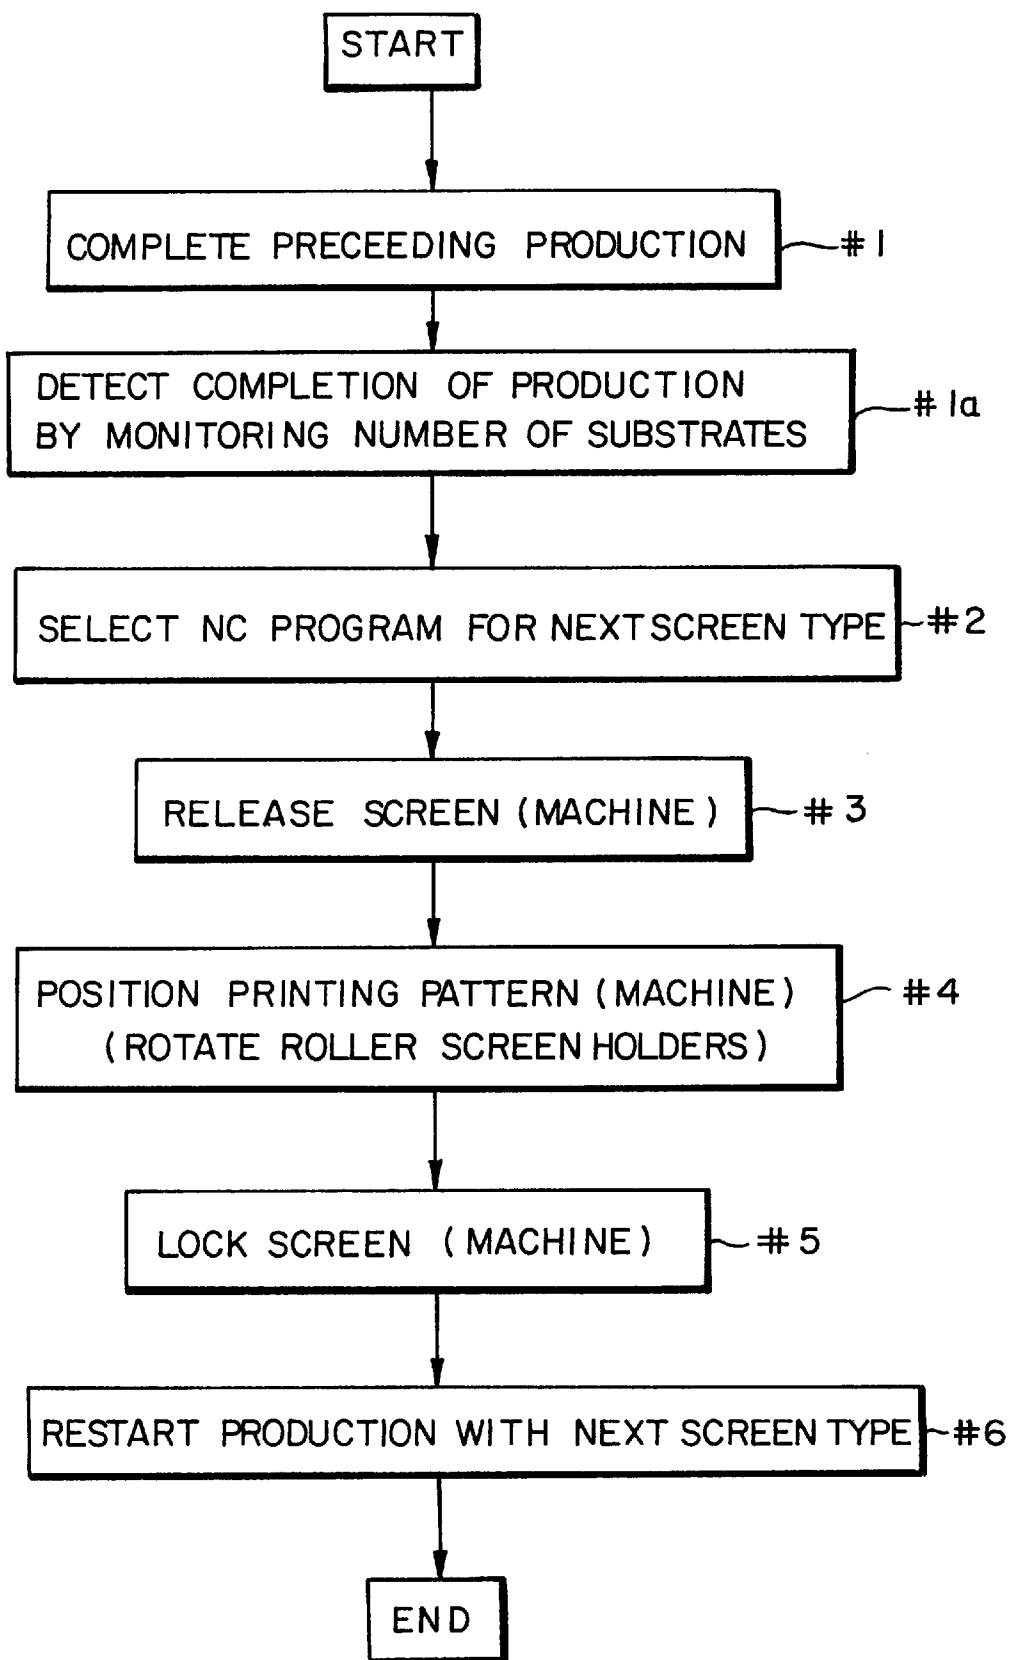 START
COMPLETE PRECEEDING PRODUCTION
#1
DETECT COMPLETION OF PRODUCTION
BY MONITORING NUMBER OF SUBSTRATES
#1a
SELECT NC PROGRAM FOR NEXT SCREEN TYPE
#2
RELEASE SCREEN (MACHINE)
#3
POSITION PRINTING PATTERN (MACHINE)
(ROTATE ROLLER SCREEN HOLDERS)
#4
LOCK SCREEN (MACHINE)
#5
RESTART PRODUCTION WITH NEXT SCREEN TYPE
#6
END